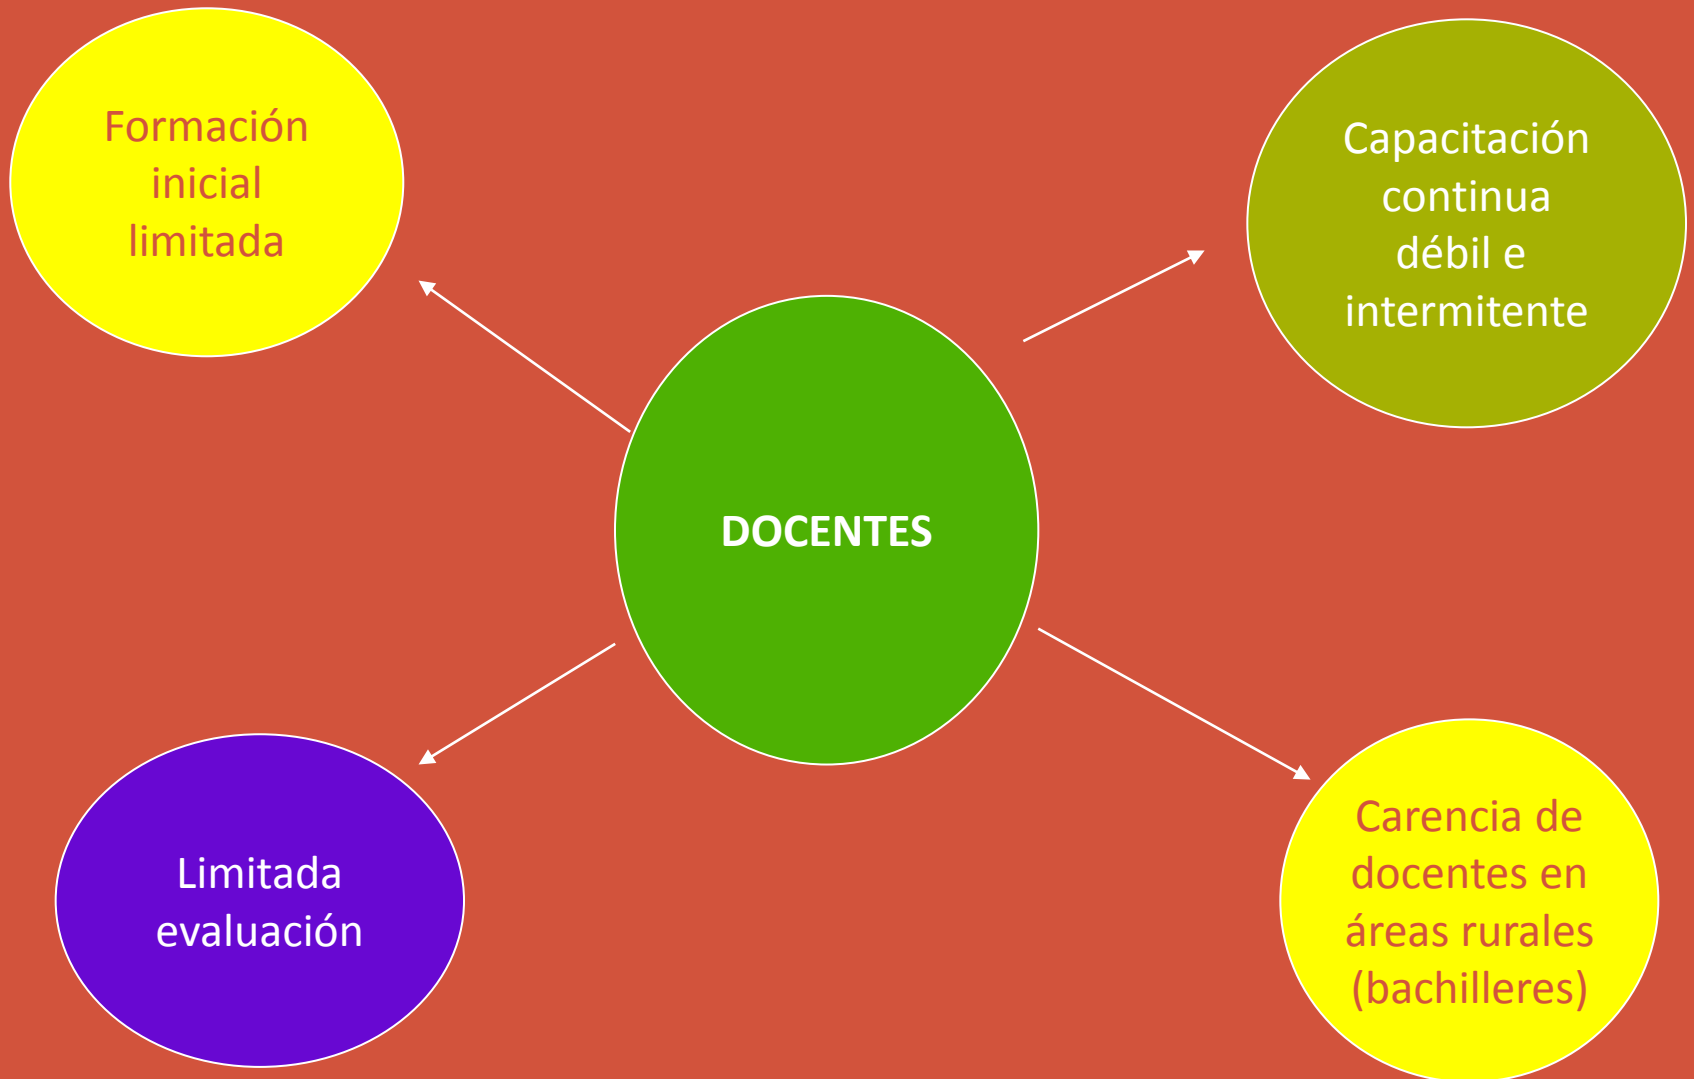 Formación
inicial
limitada
Capacitación
continua
débil e
intermitente
DOCENTES
Limitada
evaluación
Carencia de
docentes en
áreas rurales
(bachilleres)